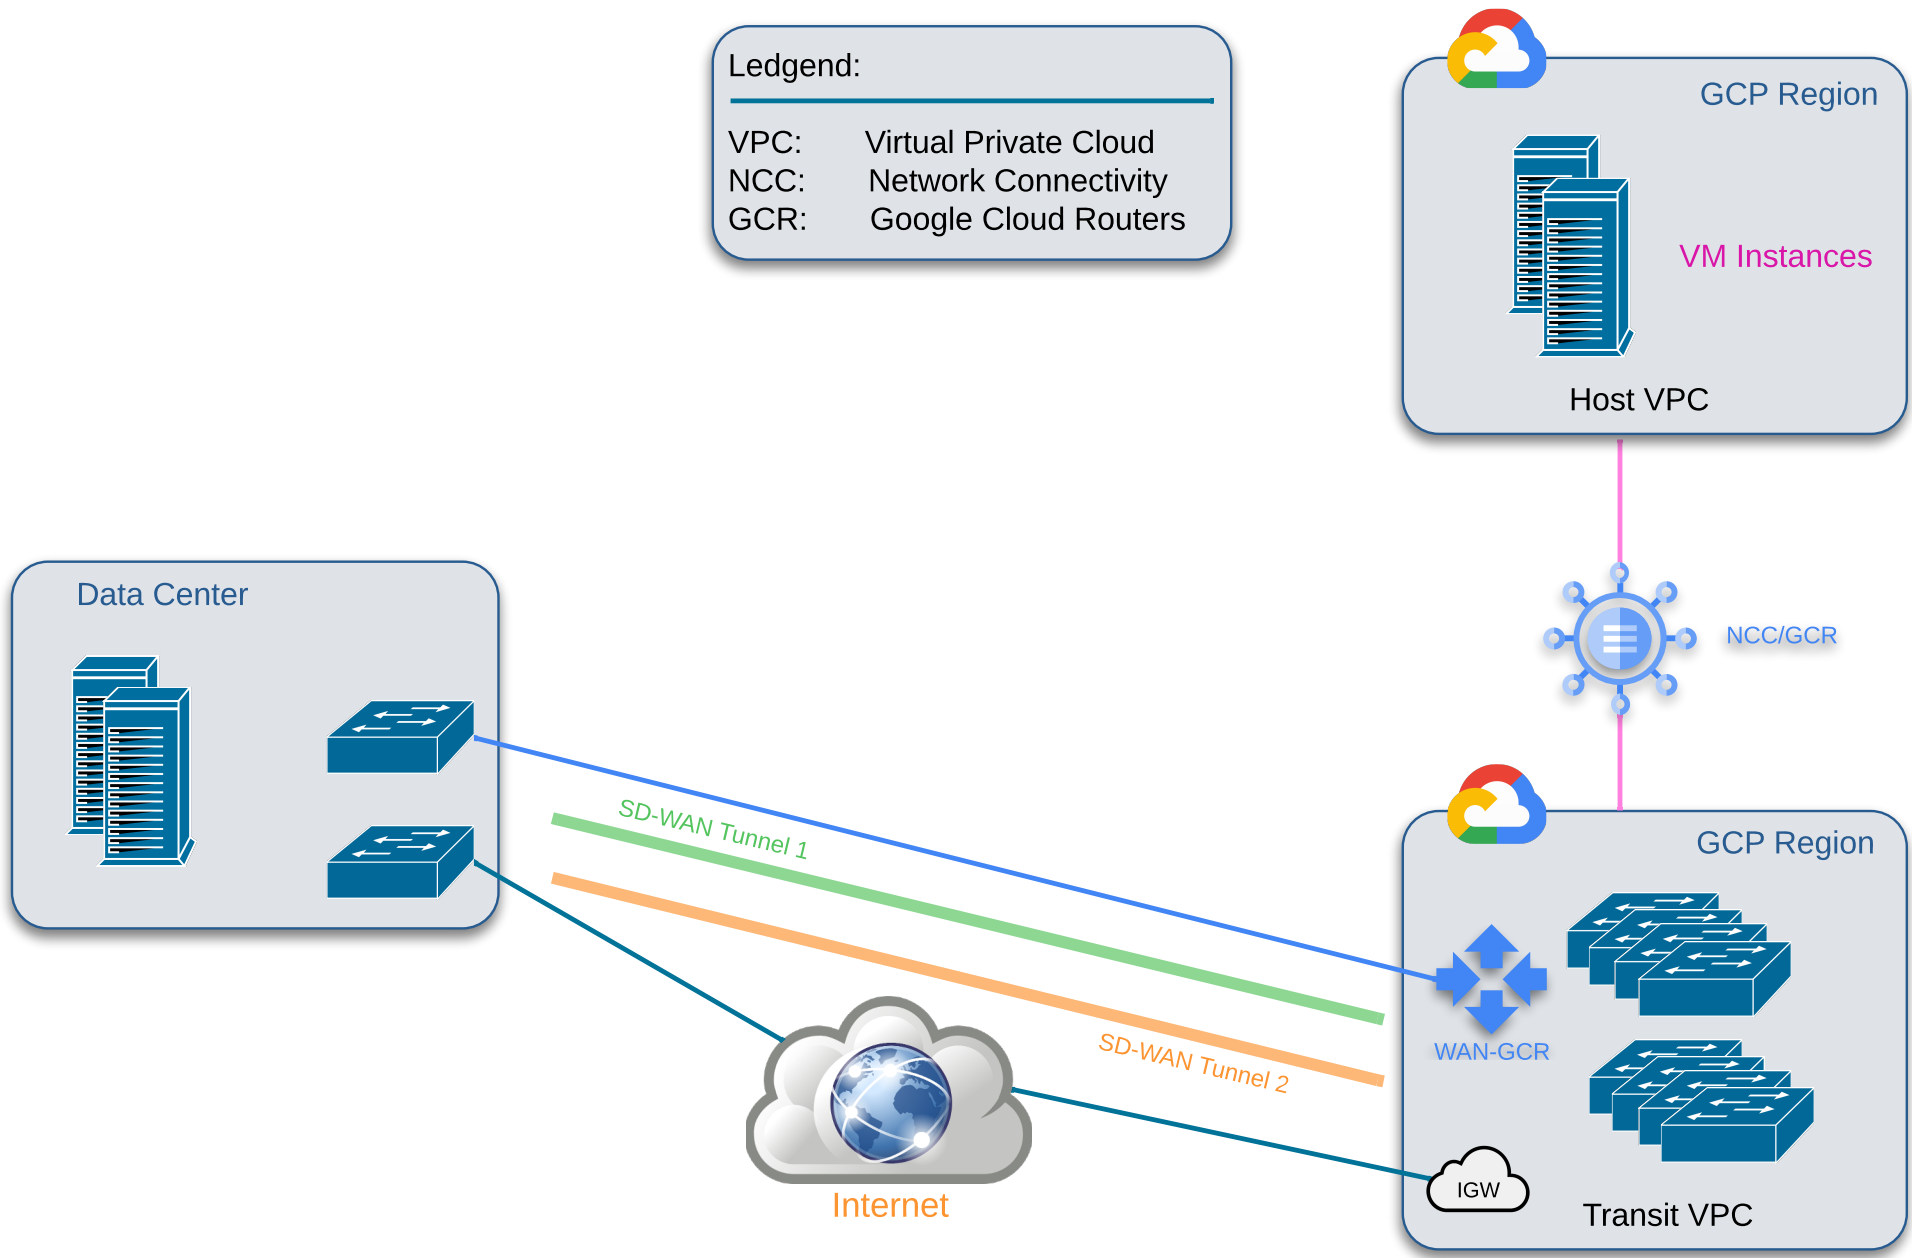 Ledgend:
VPC: Virtual Private Cloud
NCC: Network Connectivity
GCR: Google Cloud Routers
GCP Region
VM Instances
Host VPC
NCC/GCR
Data Center
SD-WAN Tunnel 1
SD-WAN Tunnel 2
Internet
GCP Region
WAN-GCR
IGW
Transit VPC